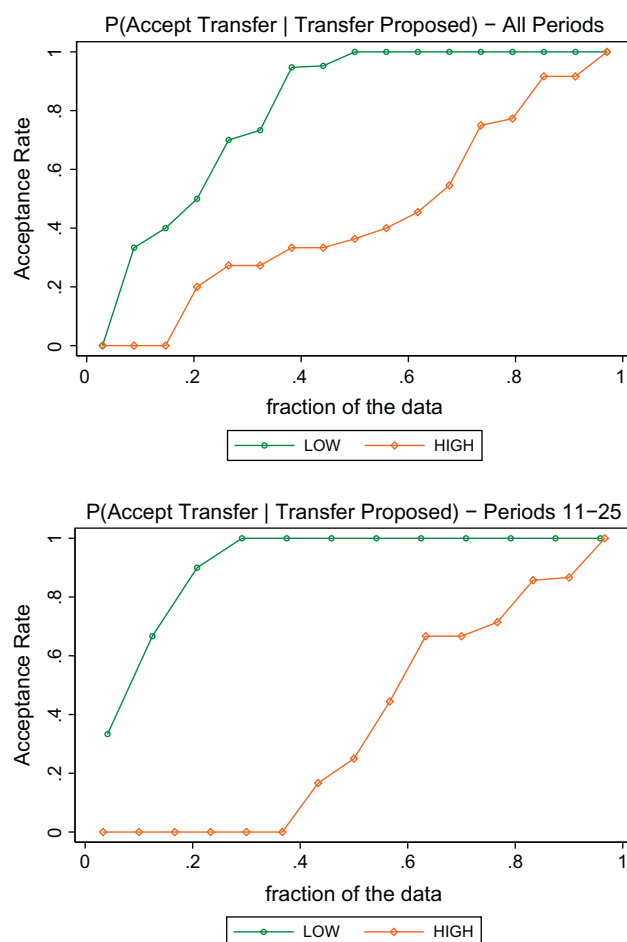 P(Accept Transfer | Transfer Proposed) − All Periods
1
.8
.6
.4
.2
0
Acceptance Rate
0 .2 .4 .6 .8 1
fraction of the data
LOW HIGH
P(Accept Transfer | Transfer Proposed) − Periods 11−25
1
.8
.6
.4
.2
0
Acceptance Rate
0 .2 .4 .6 .8 1
fraction of the data
LOW HIGH